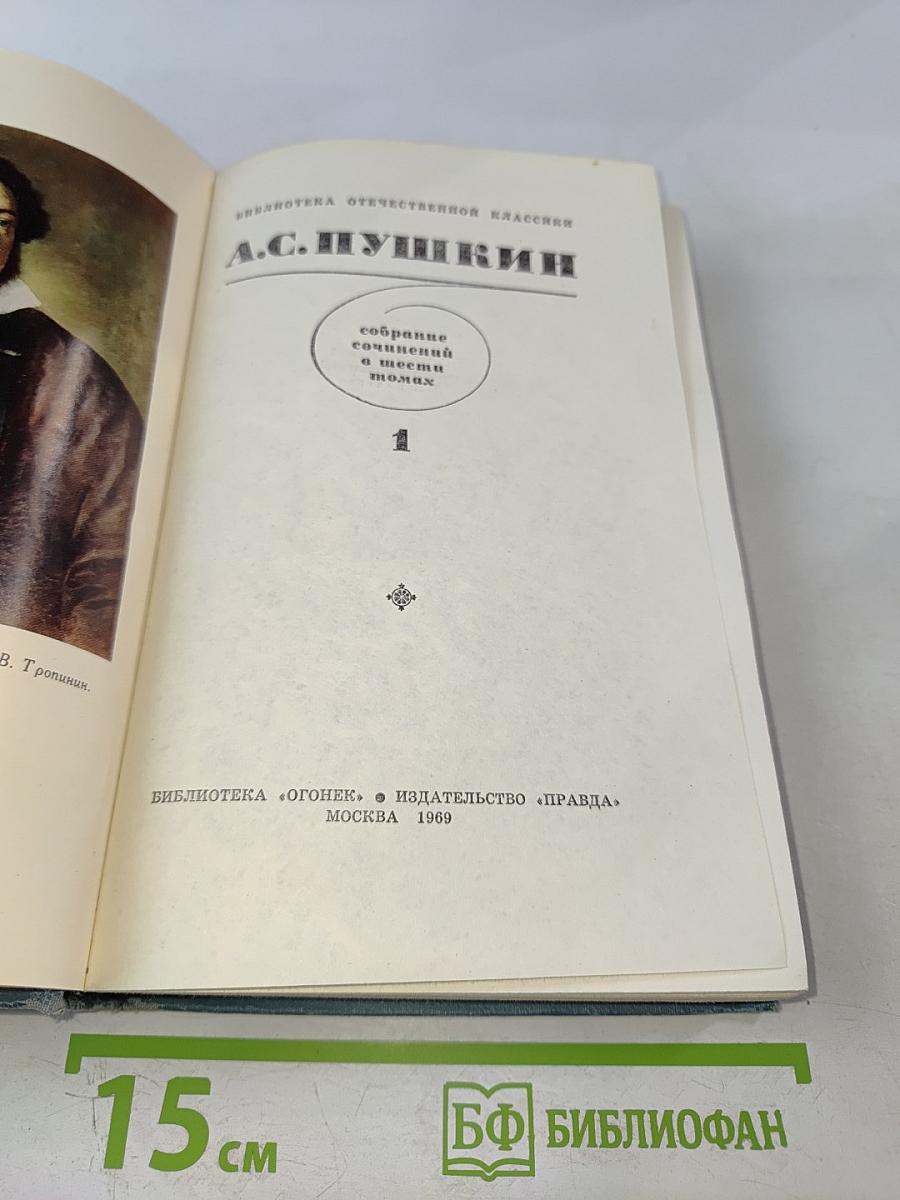 БИБЛИОТЕКА ОТЕЧЕСТВЕННОЙ КЛАССИКИ
А.С.ПУШКИН
собрание
сочинений
в шести
томах
1
В. Тропинин.
БИБЛИОТЕКА «ОГОНЕК» ● ИЗДАТЕЛЬСТВО «ПРАВДА»
МОСКВА 1969
15 см
БФ БИБЛИОФАН